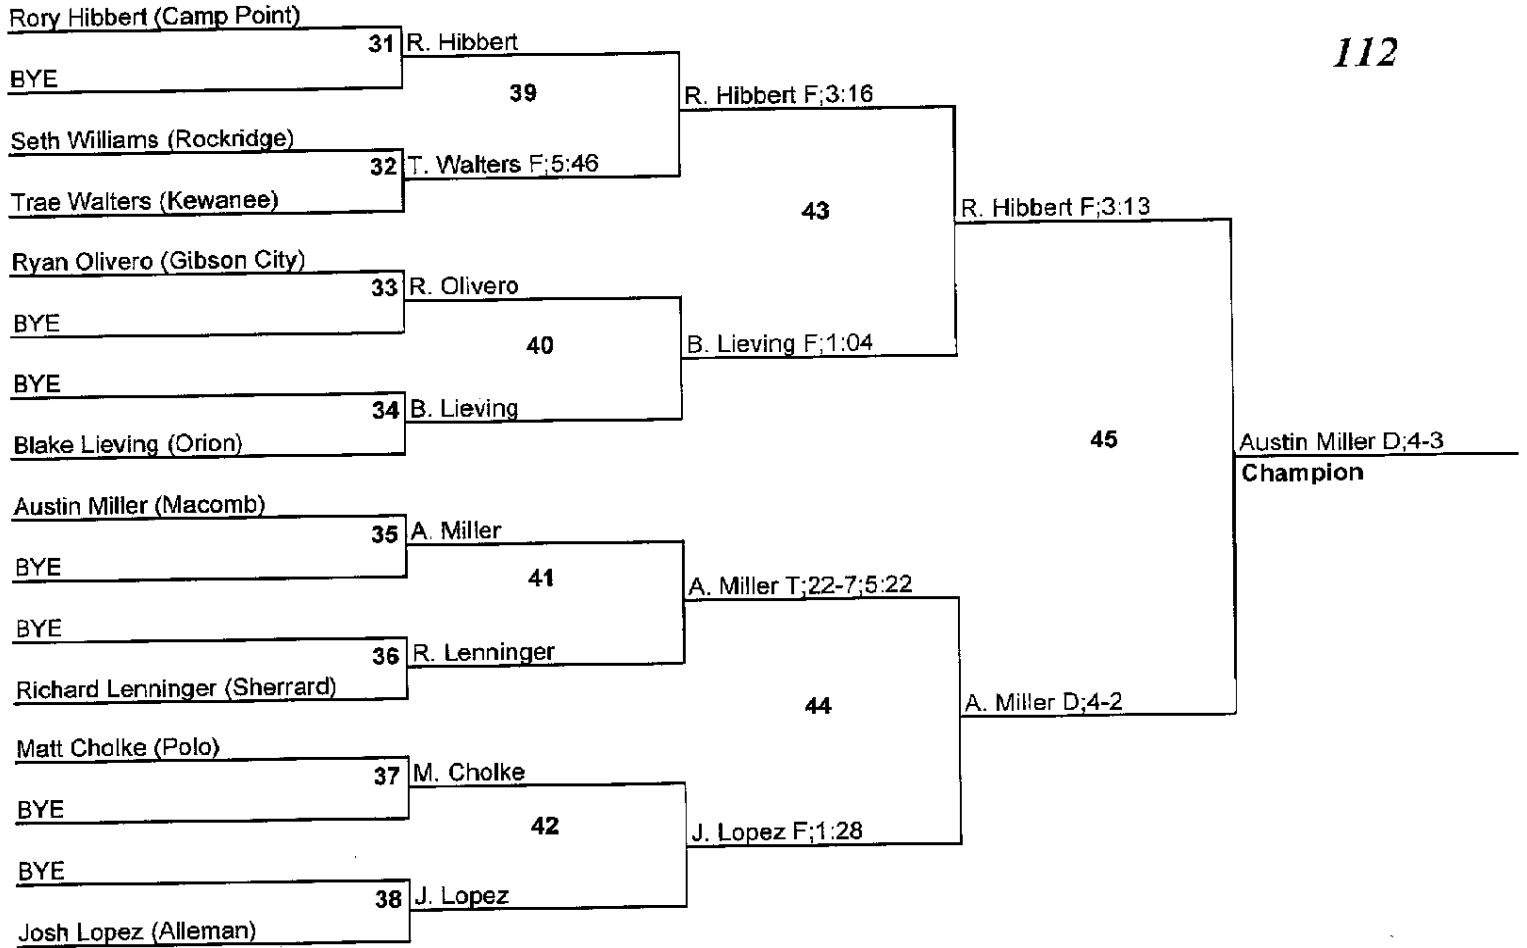 Rory Hibbert (Camp Point)
31 R. Hibbert
112
BYE
39
R. Hibbert F;3:16
Seth Williams (Rockridge)
32 T. Walters F;5:46
Trae Walters (Kewanee)
43
R. Hibbert F;3:13
Ryan Olivero (Gibson City)
33 R. Olivero
BYE
40
B. Lieving F;1:04
BYE
34 B. Lieving
Blake Lieving (Orion)
45
Austin Miller D;4-3
Champion
Austin Miller (Macomb)
35 A. Miller
BYE
41
A. Miller T;22-7;5:22
BYE
36 R. Lenninger
Richard Lenninger (Sherrard)
44
A. Miller D;4-2
Matt Cholke (Polo)
37 M. Cholke
BYE
42
J. Lopez F;1:28
BYE
38 J. Lopez
Josh Lopez (Alleman)